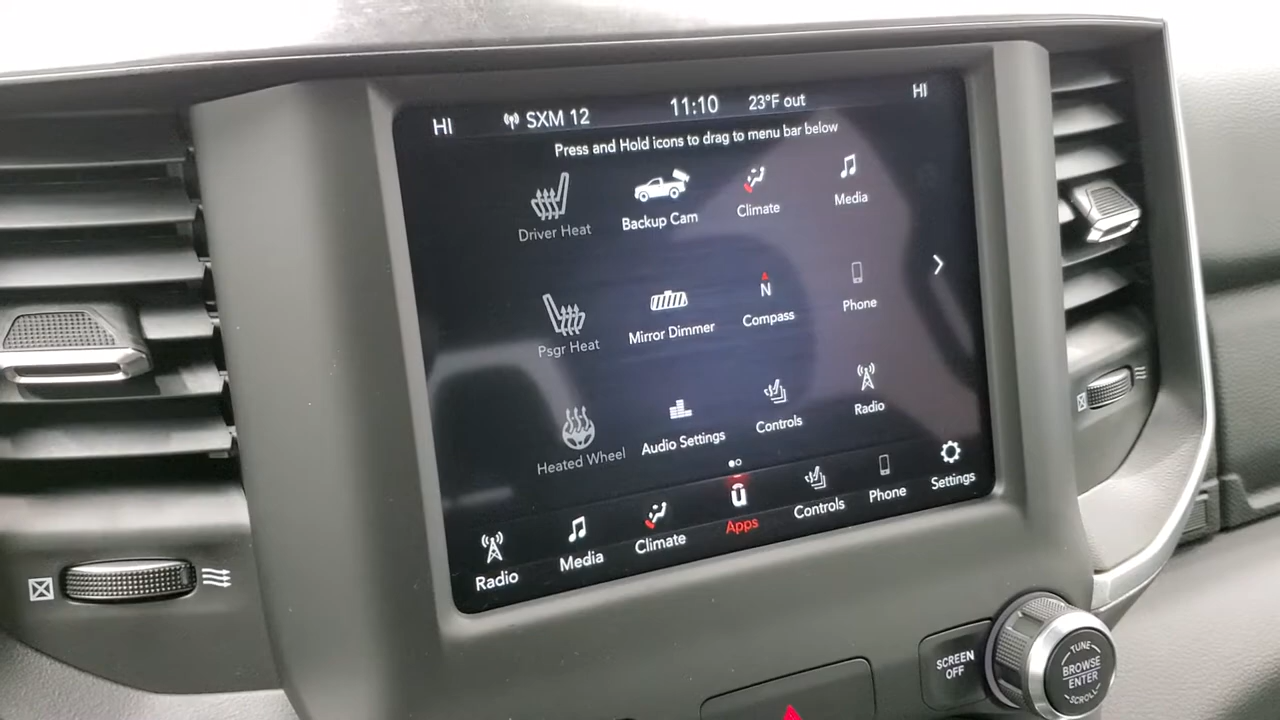 HI SXM 12 11:10 23°F out HI
Press and Hold icons to drag to menu bar below
Driver Heat Backup Cam Climate Media
N
Psgr Heat Mirror Dimmer Compass Phone
Heated Wheel Audio Settings Controls Radio
Radio Media Climate Apps Controls Phone Settings
SCREEN
OFF
TUNE
BROWSE
ENTER
SCROLL